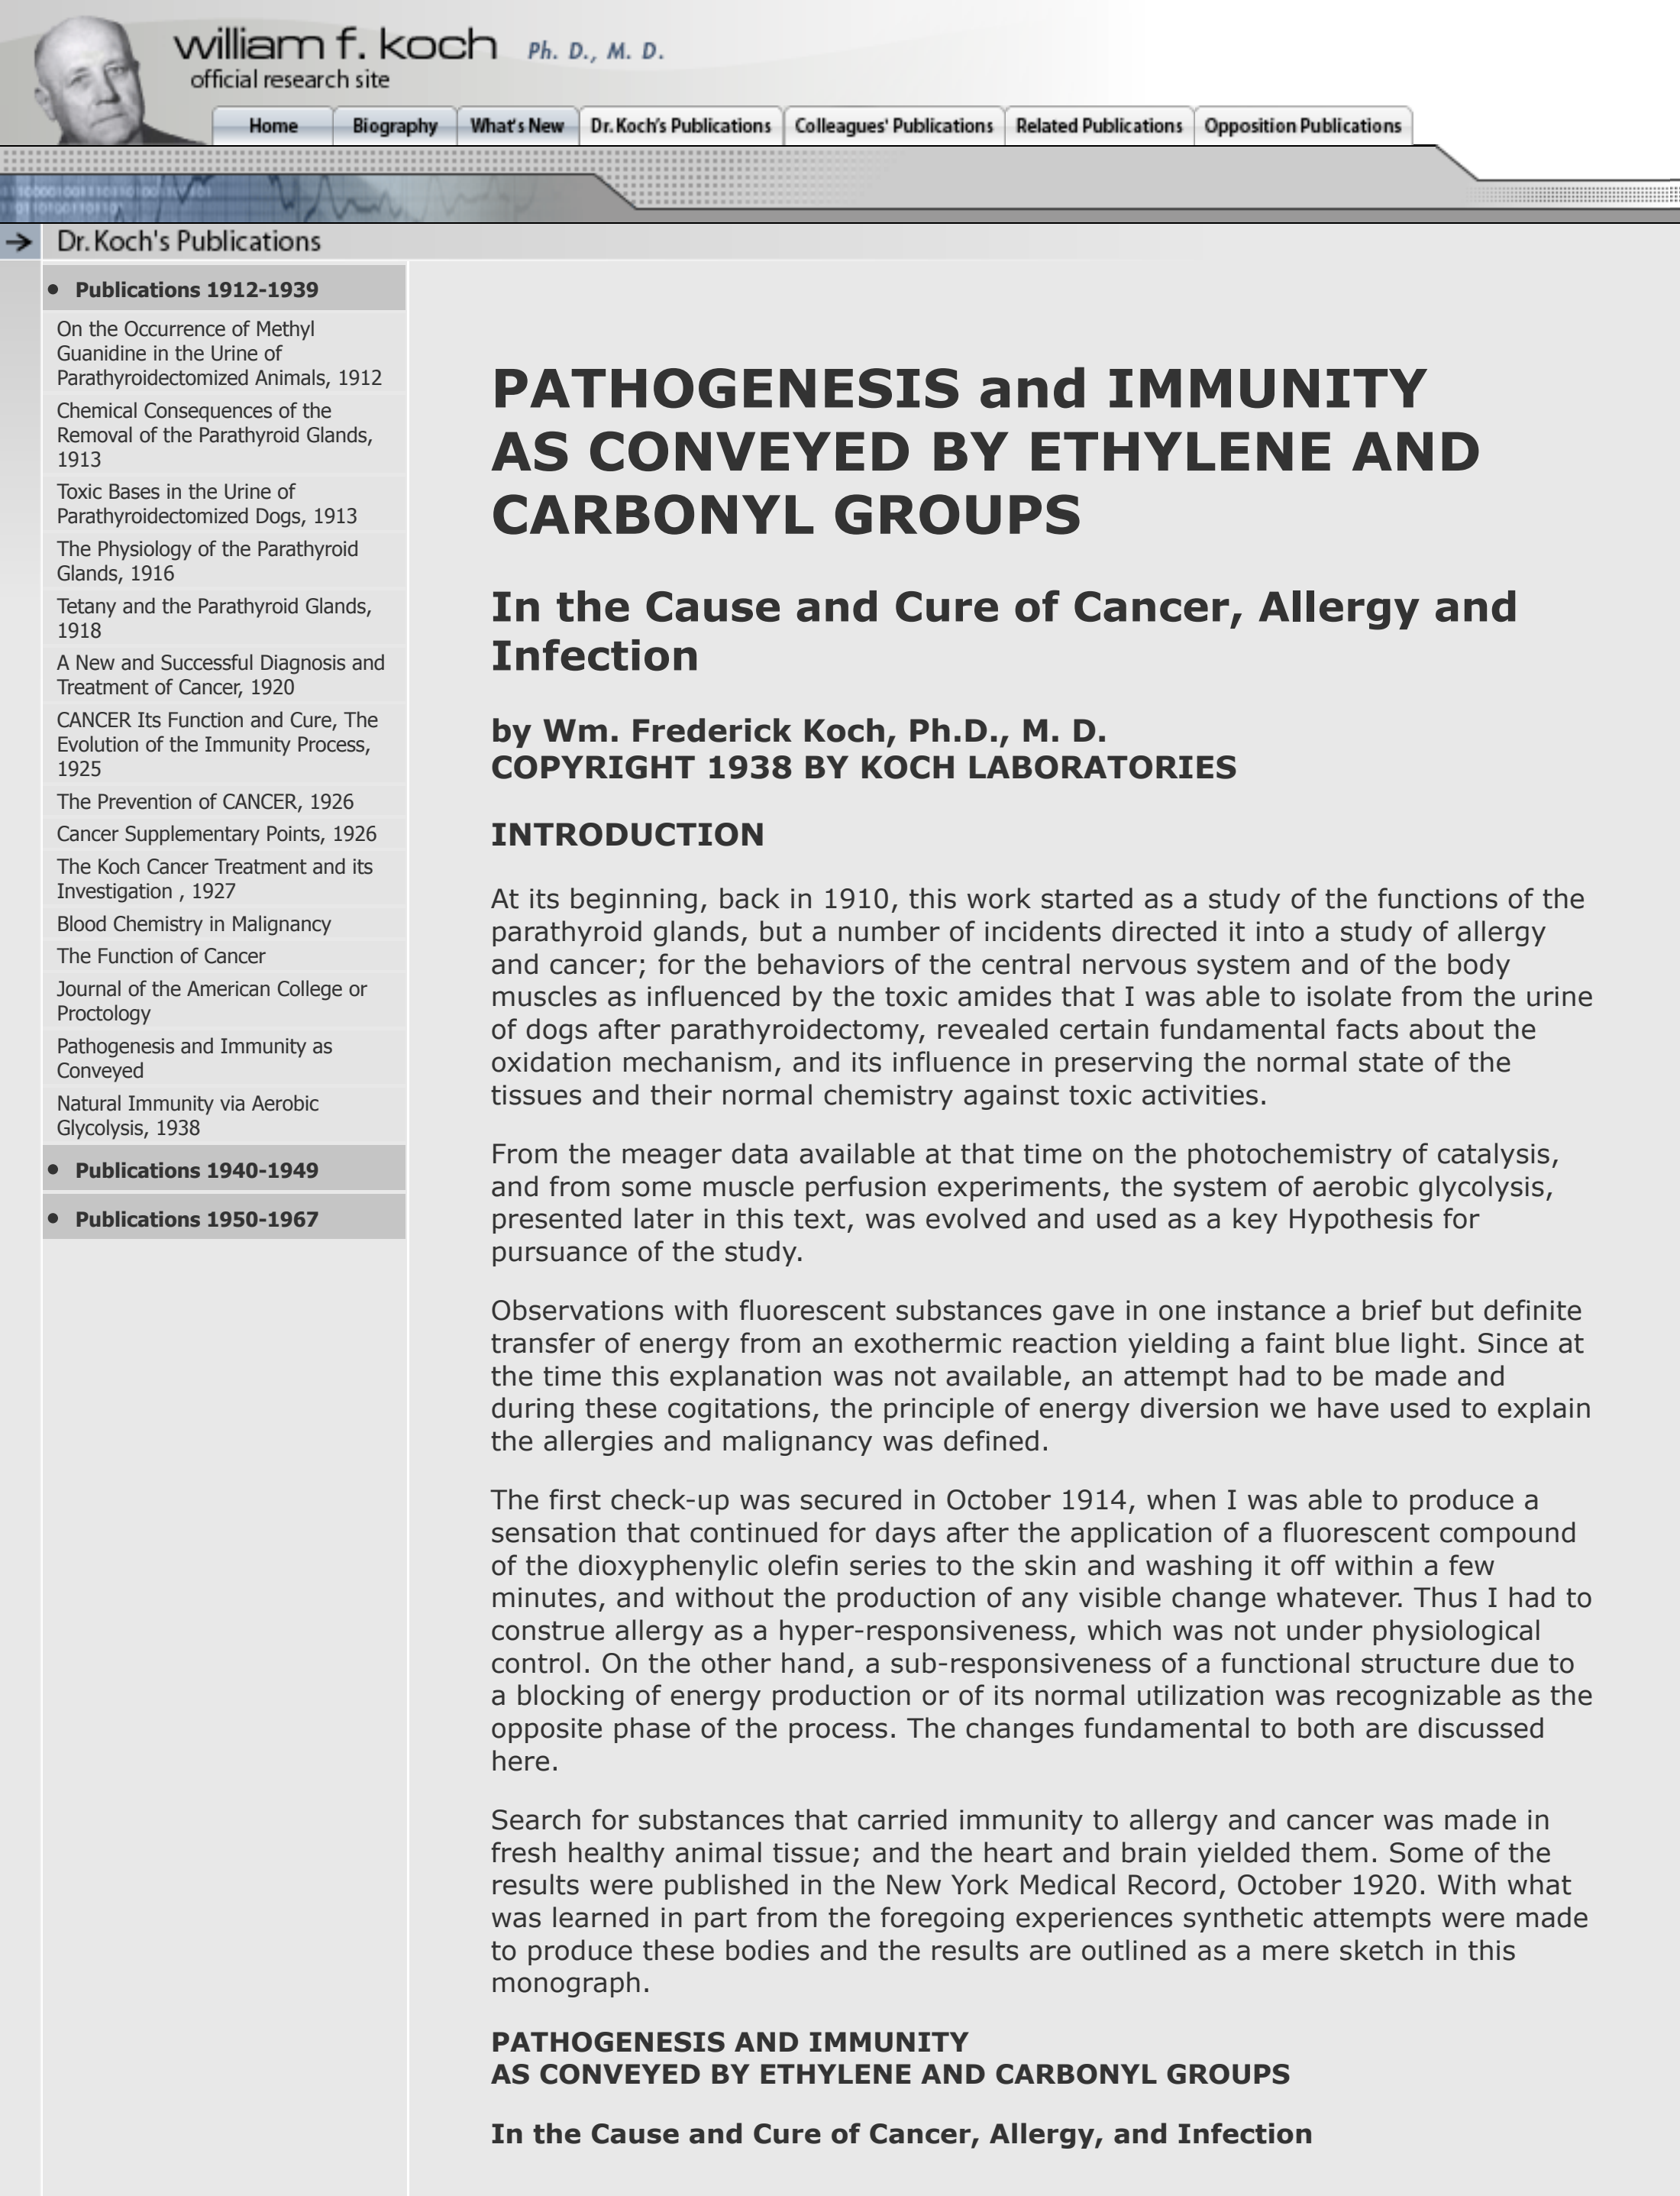 william f. koch Ph. D., M. D.
official research site
Home
Biography
What's New
Dr. Koch's Publications
Colleagues' Publications
Related Publications
Opposition Publications
Dr. Koch's Publications
Publications 1912-1939
On the Occurrence of Methyl
Guanidine in the Urine of
Parathyroidectomized Animals, 1912
Chemical Consequences of the
Removal of the Parathyroid Glands,
1913
Toxic Bases in the Urine of
Parathyroidectomized Dogs, 1913
The Physiology of the Parathyroid
Glands, 1916
Tetany and the Parathyroid Glands,
1918
A New and Successful Diagnosis and
Treatment of Cancer, 1920
CANCER Its Function and Cure, The
Evolution of the Immunity Process,
1925
The Prevention of CANCER, 1926
Cancer Supplementary Points, 1926
The Koch Cancer Treatment and its
Investigation , 1927
Blood Chemistry in Malignancy
The Function of Cancer
Journal of the American College or
Proctology
Pathogenesis and Immunity as
Conveyed
Natural Immunity via Aerobic
Glycolysis, 1938
Publications 1940-1949
Publications 1950-1967
PATHOGENESIS and IMMUNITY
AS CONVEYED BY ETHYLENE AND
CARBONYL GROUPS
In the Cause and Cure of Cancer, Allergy and
Infection
by Wm. Frederick Koch, Ph.D., M. D.
COPYRIGHT 1938 BY KOCH LABORATORIES
INTRODUCTION
At its beginning, back in 1910, this work started as a study of the functions of the
parathyroid glands, but a number of incidents directed it into a study of allergy
and cancer; for the behaviors of the central nervous system and of the body
muscles as influenced by the toxic amides that I was able to isolate from the urine
of dogs after parathyroidectomy, revealed certain fundamental facts about the
oxidation mechanism, and its influence in preserving the normal state of the
tissues and their normal chemistry against toxic activities.
From the meager data available at that time on the photochemistry of catalysis,
and from some muscle perfusion experiments, the system of aerobic glycolysis,
presented later in this text, was evolved and used as a key Hypothesis for
pursuance of the study.
Observations with fluorescent substances gave in one instance a brief but definite
transfer of energy from an exothermic reaction yielding a faint blue light. Since at
the time this explanation was not available, an attempt had to be made and
during these cogitations, the principle of energy diversion we have used to explain
the allergies and malignancy was defined.
The first check-up was secured in October 1914, when I was able to produce a
sensation that continued for days after the application of a fluorescent compound
of the dioxyphenylic olefin series to the skin and washing it off within a few
minutes, and without the production of any visible change whatever. Thus I had to
construe allergy as a hyper-responsiveness, which was not under physiological
control. On the other hand, a sub-responsiveness of a functional structure due to
a blocking of energy production or of its normal utilization was recognizable as the
opposite phase of the process. The changes fundamental to both are discussed
here.
Search for substances that carried immunity to allergy and cancer was made in
fresh healthy animal tissue; and the heart and brain yielded them. Some of the
results were published in the New York Medical Record, October 1920. With what
was learned in part from the foregoing experiences synthetic attempts were made
to produce these bodies and the results are outlined as a mere sketch in this
monograph.
PATHOGENESIS AND IMMUNITY
AS CONVEYED BY ETHYLENE AND CARBONYL GROUPS
In the Cause and Cure of Cancer, Allergy, and Infection